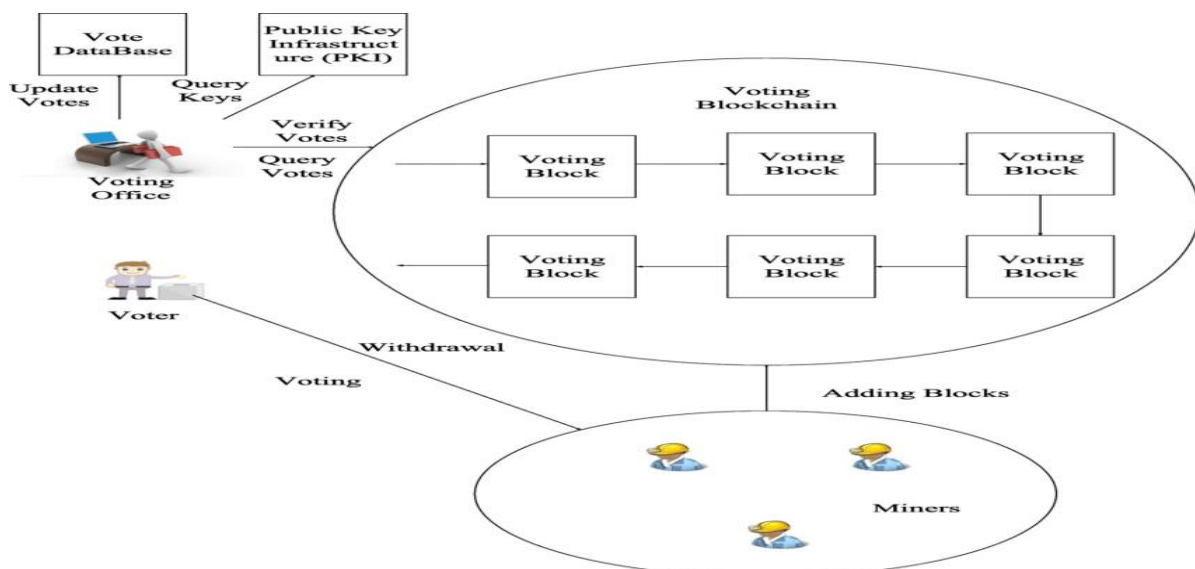 Vote
DataBase
Public Key
Infrastruct
ure (PKI)
Update
Votes
Query
Keys
Verify
Votes
Query
Votes
Voting
Office
Voting
Blockchain
Voting
Block
Voting
Block
Voting
Block
Voting
Block
Voting
Block
Voting
Block
Voter
Withdrawal
Voting
Adding Blocks
Miners